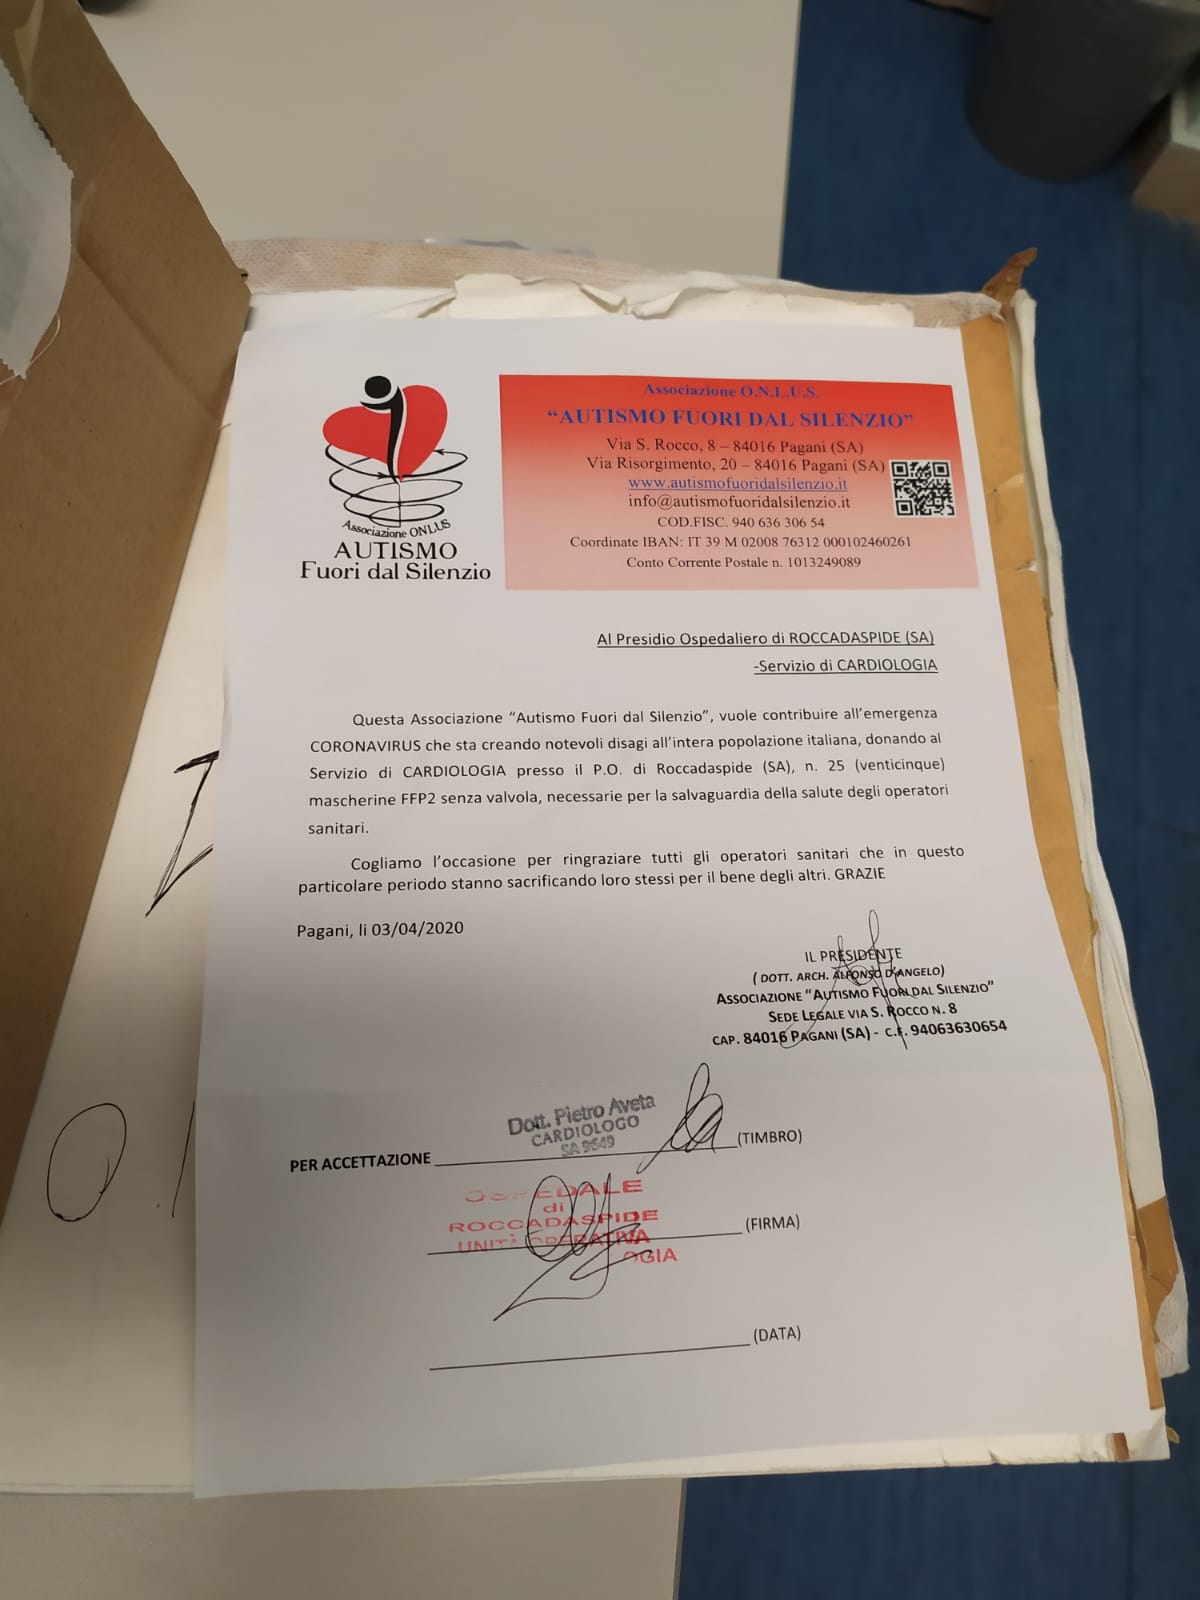 Associazione ONLUS
AUTISMO
Fuori dal Silenzio
Associazione O.N.L.U.S.
“AUTISMO FUORI DAL SILENZIO”
Via S. Rocco, 8 – 84016 Pagani (SA)
Via Risorgimento, 20 – 84016 Pagani (SA)
www.autismofuoridalsilenzio.it
info@autismofuoridalsilenzio.it
COD.FISC. 940 636 306 54
Coordinate IBAN: IT 39 M 02008 76312 000102460261
Conto Corrente Postale n. 1013249089
Al Presidio Ospedaliero di ROCCADASPIDE (SA)
-Servizio di CARDIOLOGIA
Questa Associazione “Autismo Fuori dal Silenzio”, vuole contribuire all’emergenza
CORONAVIRUS che sta creando notevoli disagi all’intera popolazione italiana, donando al
Servizio di CARDIOLOGIA presso il P.O. di Roccadaspide (SA), n. 25 (venticinque)
mascherine FFP2 senza valvola, necessarie per la salvaguardia della salute degli operatori
sanitari.
Cogliamo l’occasione per ringraziare tutti gli operatori sanitari che in questo
particolare periodo stanno sacrificando loro stessi per il bene degli altri. GRAZIE
Pagani, li 03/04/2020
IL PRESIDENTE
( DOTT. ARCH. ALFONSO D’ANGELO)
ASSOCIAZIONE “AUTISMO FUORI DAL SILENZIO”
SEDE LEGALE VIA S. ROCCO N. 8
CAP. 84016 PAGANI (SA) - C.F. 94063630654
Dott. Pietro Aveta
CARDIOLOGO
SA 9649
PER ACCETTAZIONE (TIMBRO)
OSPEDALE
di
ROCCADASPIDE
UNITÀ OPERATIVA
(FIRMA)
(DATA)